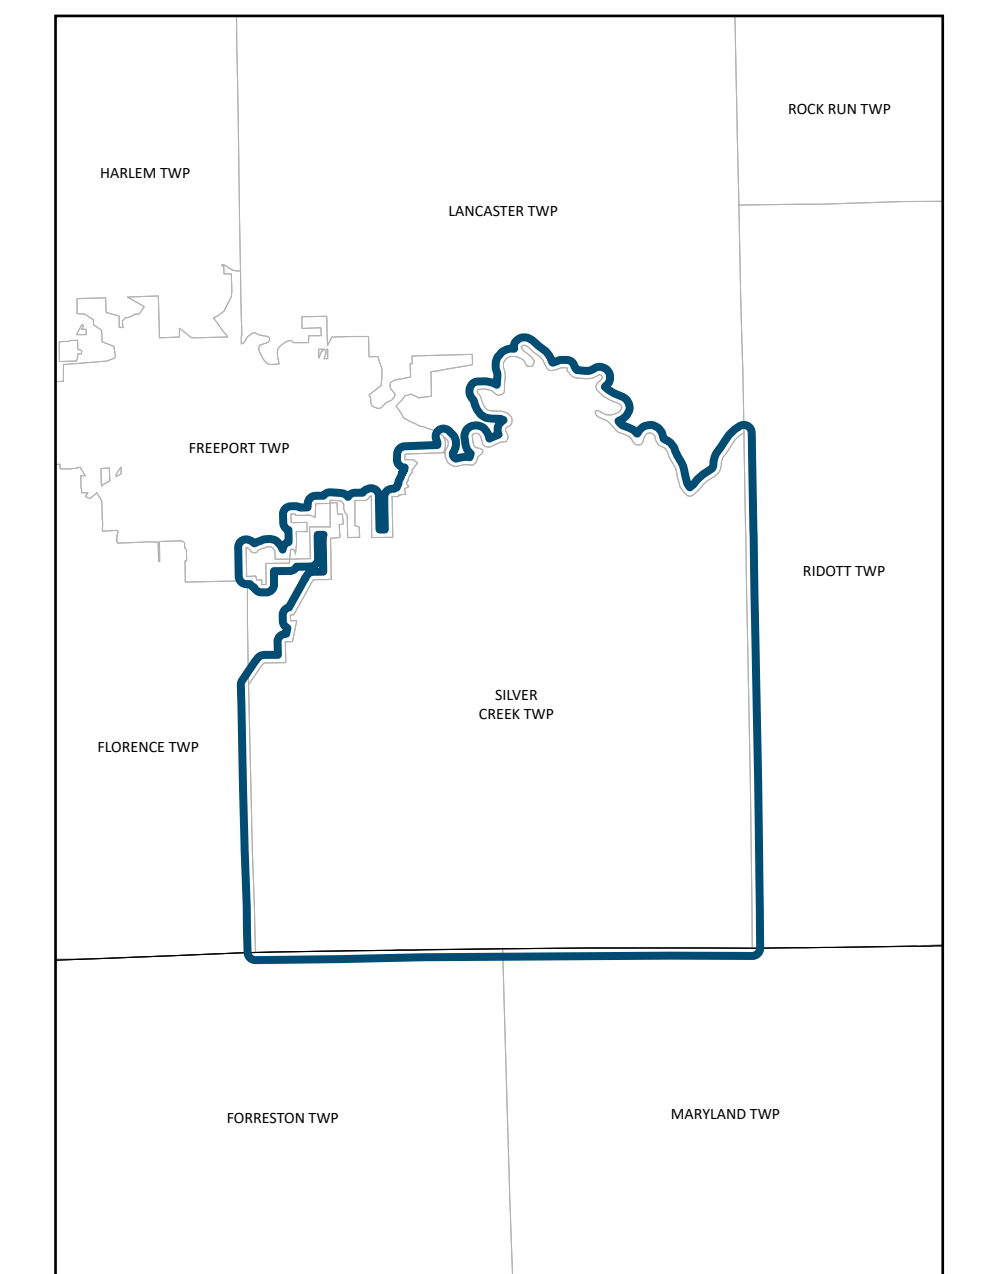 ROCK RUN TWP
HARLEM TWP
LANCASTER TWP
FREEPORT TWP
RIDOTT TWP
SILVER
CREEK TWP
FLORENCE TWP
FORRESTON TWP
MARYLAND TWP